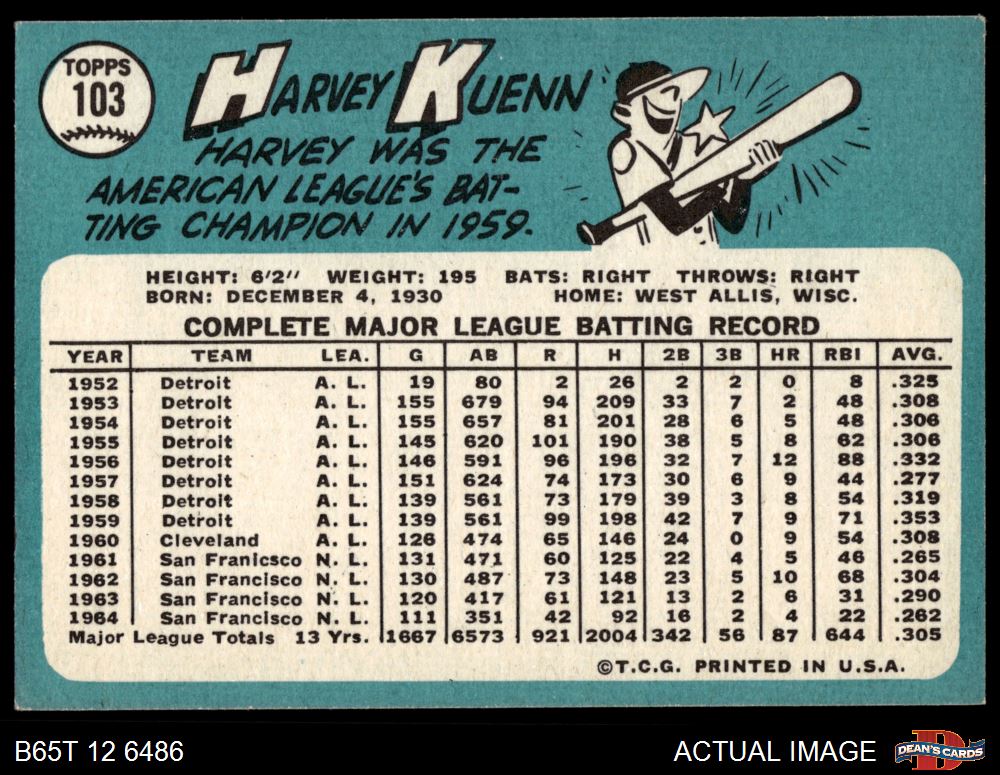 TOPPS
103
HARVEY KUENN
HARVEY WAS THE
AMERICAN LEAGUE'S BAT-
TING CHAMPION IN 1959.
HEIGHT: 6'2" WEIGHT: 195 BATS: RIGHT THROWS: RIGHT
BORN: DECEMBER 4, 1930 HOME: WEST ALLIS, WISC.
COMPLETE MAJOR LEAGUE BATTING RECORD
YEAR TEAM LEA. G AB R H 2B 3B HR RBI AVG.
1952 Detroit A. L. 19 80 2 26 2 2 0 8 .325
1953 Detroit A. L. 155 679 94 209 33 7 2 48 .308
1954 Detroit A. L. 155 657 81 201 28 6 5 48 .306
1955 Detroit A. L. 145 620 101 190 38 5 8 62 .306
1956 Detroit A. L. 146 591 96 196 32 7 12 88 .332
1957 Detroit A. L. 151 624 74 173 30 6 9 44 .277
1958 Detroit A. L. 139 561 73 179 39 3 8 54 .319
1959 Detroit A. L. 139 561 99 198 42 7 9 71 .353
1960 Cleveland A. L. 126 474 65 146 24 0 9 54 .308
1961 San Franicsco N. L. 131 471 60 125 22 4 5 46 .265
1962 San Francisco N. L. 130 487 73 148 23 5 10 68 .304
1963 San Francisco N. L. 120 417 61 121 13 2 6 31 .290
1964 San Francisco N. L. 111 351 42 92 16 2 4 22 .262
Major League Totals 13 Yrs. 1667 6573 921 2004 342 56 87 644 .305
©T.C.G. PRINTED IN U.S.A.
B65T 12 6486 ACTUAL IMAGE DEAN'S CARDS